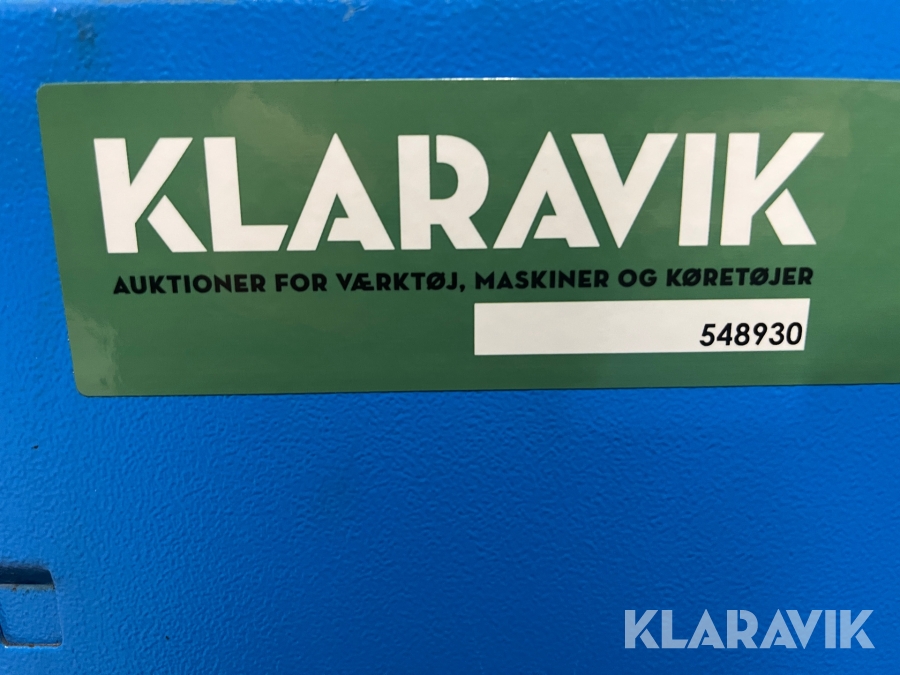 KLARAVIK
AUKTIONER FOR VÆRKTØJ, MASKINER OG KØRETØJER
548930
KLARAVIK